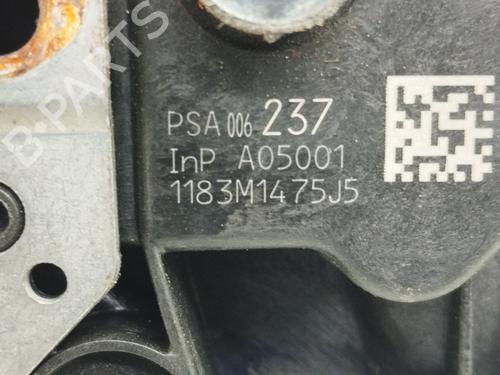 PSA 006 237
InP A05001
1183M1475J5
B-PARTS